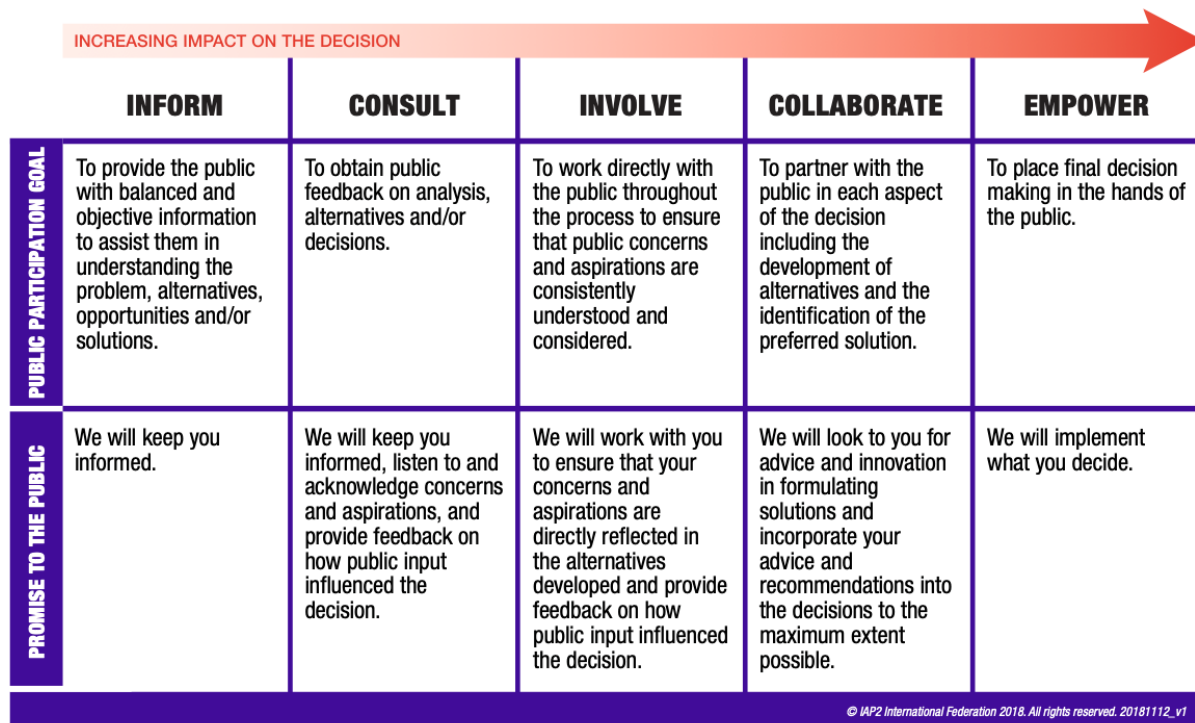 INCREASING IMPACT ON THE DECISION
INFORM
CONSULT
INVOLVE
COLLABORATE
EMPOWER
PUBLIC PARTICIPATION GOAL
To provide the public
with balanced and
objective information
to assist them in
understanding the
problem, alternatives,
opportunities and/or
solutions.
To obtain public
feedback on analysis,
alternatives and/or
decisions.
To work directly with
the public throughout
the process to ensure
that public concerns
and aspirations are
consistently
understood and
considered.
To partner with the
public in each aspect
of the decision
including the
development of
alternatives and the
identification of the
preferred solution.
To place final decision
making in the hands of
the public.
PROMISE TO THE PUBLIC
We will keep you
informed.
We will keep you
informed, listen to and
acknowledge concerns
and aspirations, and
provide feedback on
how public input
influenced the
decision.
We will work with you
to ensure that your
concerns and
aspirations are
directly reflected in
the alternatives
developed and provide
feedback on how
public input influenced
the decision.
We will look to you for
advice and innovation
in formulating
solutions and
incorporate your
advice and
recommendations into
the decisions to the
maximum extent
possible.
We will implement
what you decide.
© IAP2 International Federation 2018. All rights reserved. 20181112_v1